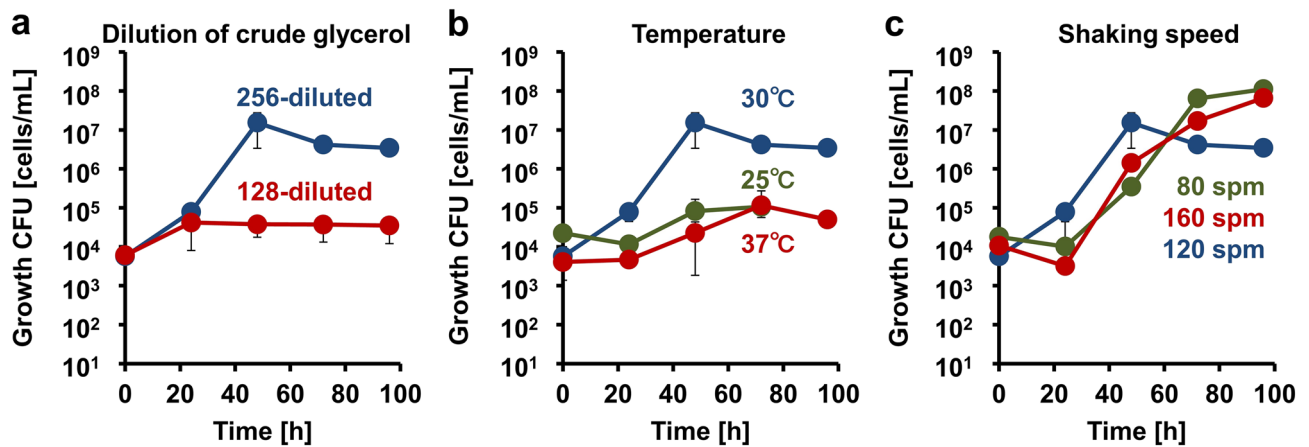 a
Dilution of crude glycerol
Growth CFU [cells/mL]
10⁹
10⁸
10⁷
10⁶
10⁵
10⁴
10³
10²
10¹
256-diluted
128-diluted
0 20 40 60 80 100
Time [h]
b
Temperature
Growth CFU [cells/mL]
10⁹
10⁸
10⁷
10⁶
10⁵
10⁴
10³
10²
10¹
30℃
25℃
37℃
0 20 40 60 80 100
Time [h]
c
Shaking speed
Growth CFU [cells/mL]
10⁹
10⁸
10⁷
10⁶
10⁵
10⁴
10³
10²
10¹
80 spm
160 spm
120 spm
0 20 40 60 80 100
Time [h]